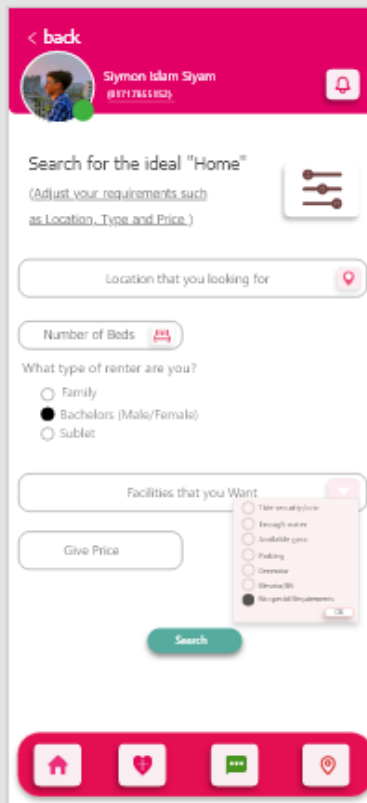 < back
Siymon Islam Siyam
Search for the ideal "Home"
(Adjust your requirements such
as Location, Type and Price )
Location that you looking for
Number of Beds
What type of renter are you?
Family
Bachelors (Male/Female)
Sublet
Facilities that you Want
Enough water
Available gass
Parking
Generator
No special Requirements
OK
Give Price
Search